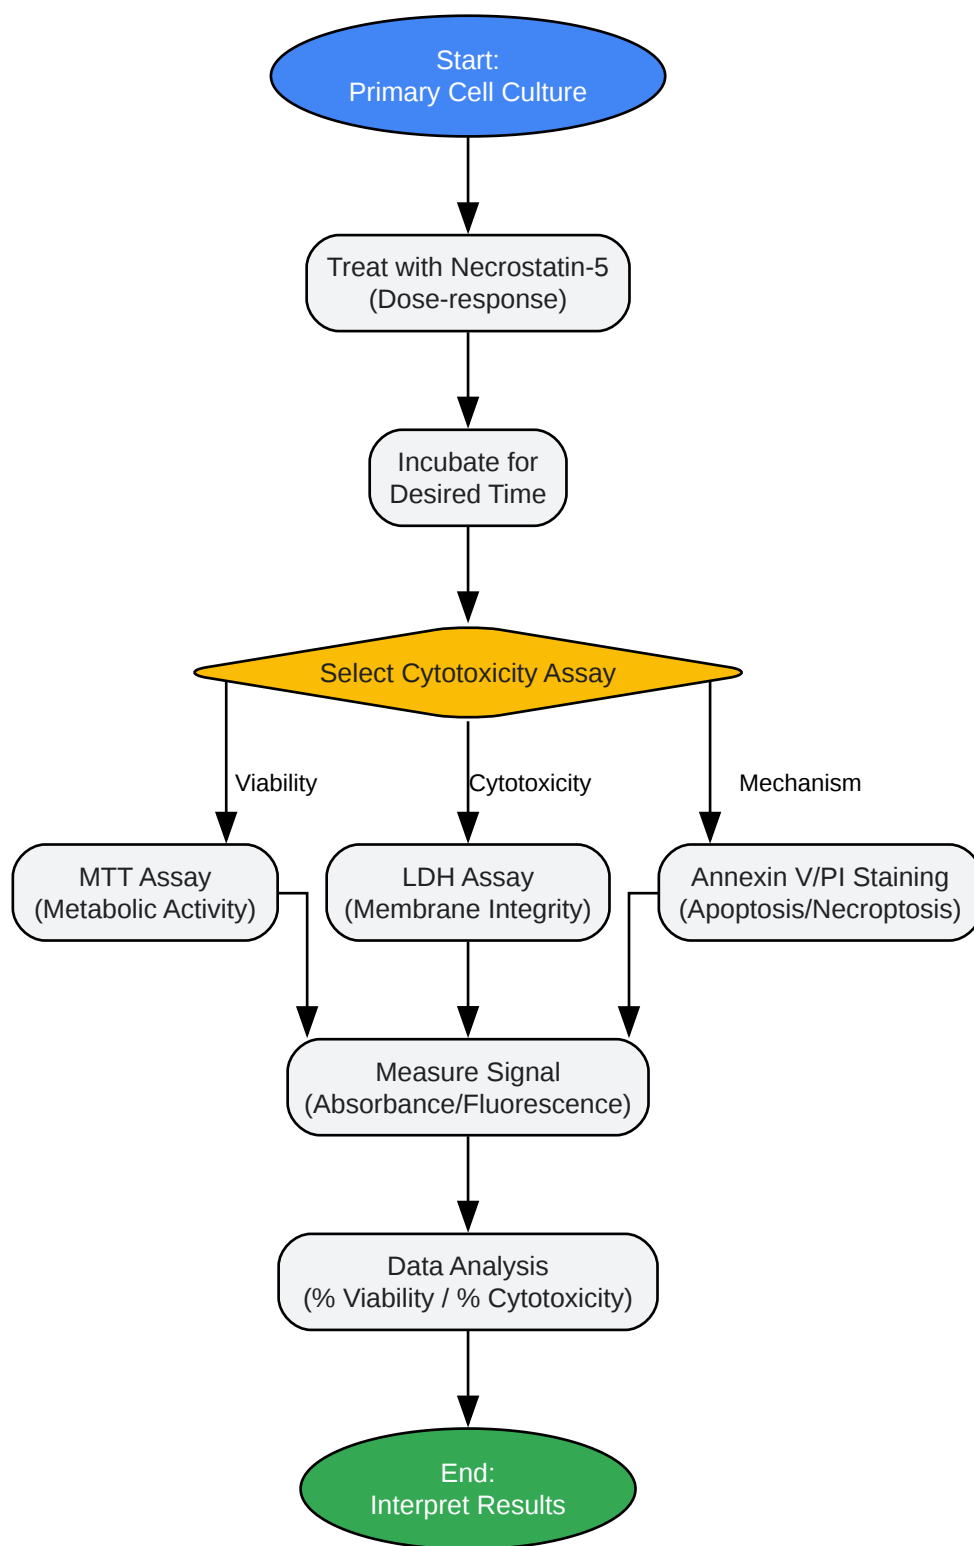 Start:
Primary Cell Culture
Treat with Necrostatin-5
(Dose-response)
Incubate for
Desired Time
Select Cytotoxicity Assay
Viability
Cytotoxicity
Mechanism
MTT Assay
(Metabolic Activity)
LDH Assay
(Membrane Integrity)
Annexin V/PI Staining
(Apoptosis/Necroptosis)
Measure Signal
(Absorbance/Fluorescence)
Data Analysis
(% Viability / % Cytotoxicity)
End:
Interpret Results